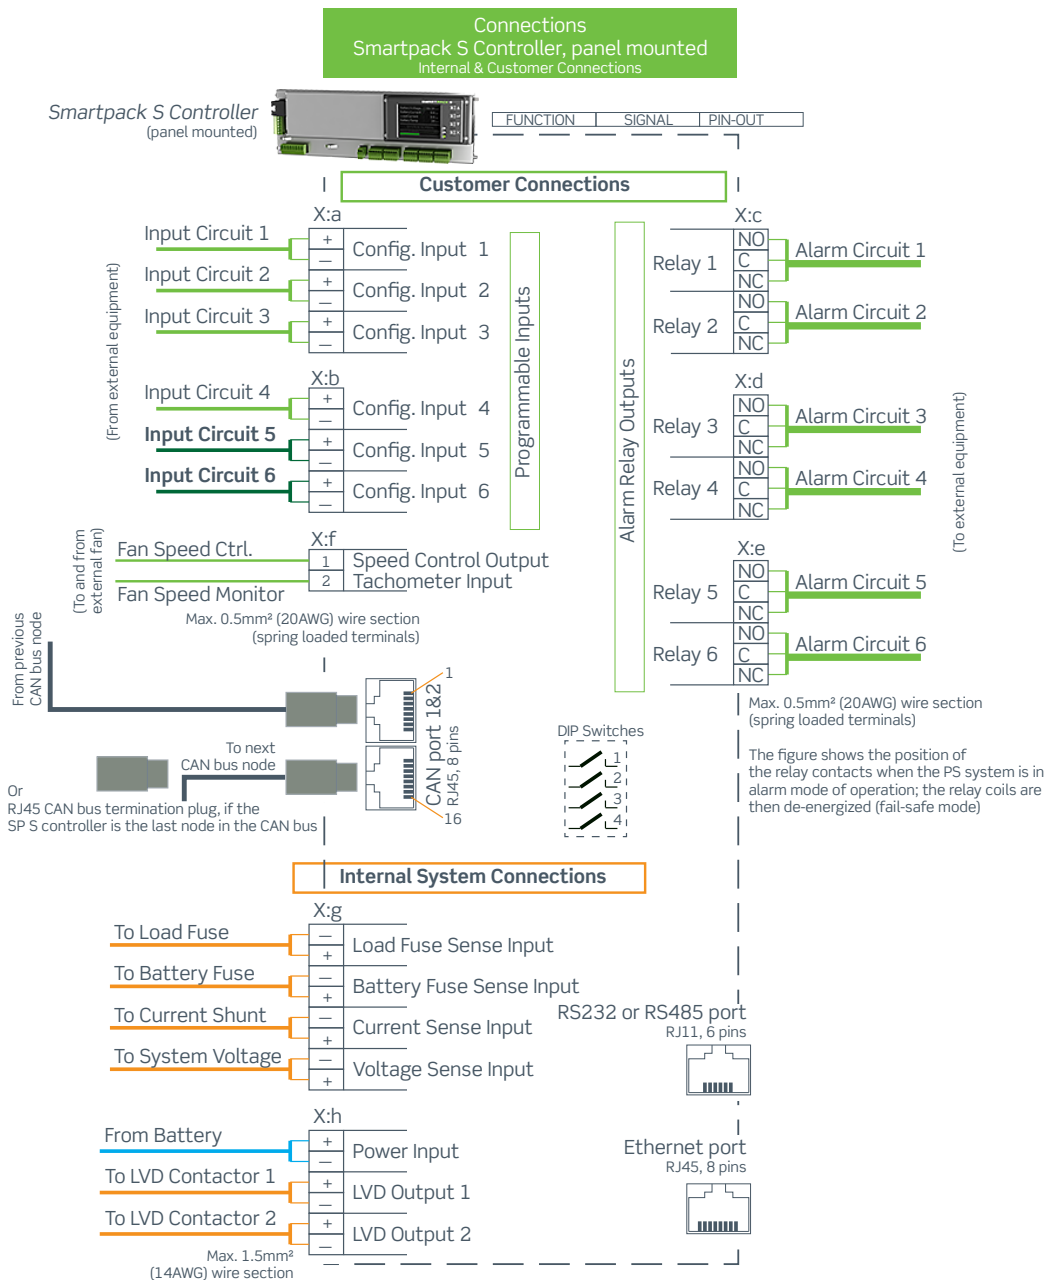 Connections
Smartpack S Controller, panel mounted
Internal & Customer Connections
Smartpack S Controller
(panel mounted)
FUNCTION SIGNAL PIN-OUT
Customer Connections
X:a
Input Circuit 1
+
—
Config. Input 1
Input Circuit 2
+
—
Config. Input 2
Input Circuit 3
+
—
Config. Input 3
(From external equipment)
X:b
Input Circuit 4
+
—
Config. Input 4
Input Circuit 5
+
—
Config. Input 5
Input Circuit 6
+
—
Config. Input 6
Programmable Inputs
X:f
Fan Speed Ctrl.
1
Speed Control Output
2
Tachometer Input
Fan Speed Monitor
(To and from
external fan)
Max. 0.5mm² (20AWG) wire section
(spring loaded terminals)
Alarm Relay Outputs
X:c
Relay 1
NO
C
NC
Alarm Circuit 1
Relay 2
NO
C
NC
Alarm Circuit 2
X:d
Relay 3
NO
C
NC
Alarm Circuit 3
Relay 4
NO
C
NC
Alarm Circuit 4
(To external equipment)
X:e
Relay 5
NO
C
NC
Alarm Circuit 5
Relay 6
NO
C
NC
Alarm Circuit 6
Max. 0.5mm² (20AWG) wire section
(spring loaded terminals)
The figure shows the position of
the relay contacts when the PS system is in
alarm mode of operation; the relay coils are
then de-energized (fail-safe mode)
From previous
CAN bus node
1
CAN port 1&2
RJ45, 8 pins
16
To next
CAN bus node
Or
RJ45 CAN bus termination plug, if the
SP S controller is the last node in the CAN bus
DIP Switches
1
2
3
4
Internal System Connections
X:g
To Load Fuse
—
+
Load Fuse Sense Input
To Battery Fuse
—
+
Battery Fuse Sense Input
To Current Shunt
—
+
Current Sense Input
To System Voltage
—
+
Voltage Sense Input
RS232 or RS485 port
RJ11, 6 pins
X:h
From Battery
+
—
Power Input
To LVD Contactor 1
+
—
LVD Output 1
To LVD Contactor 2
+
—
LVD Output 2
Max. 1.5mm²
(14AWG) wire section
Ethernet port
RJ45, 8 pins